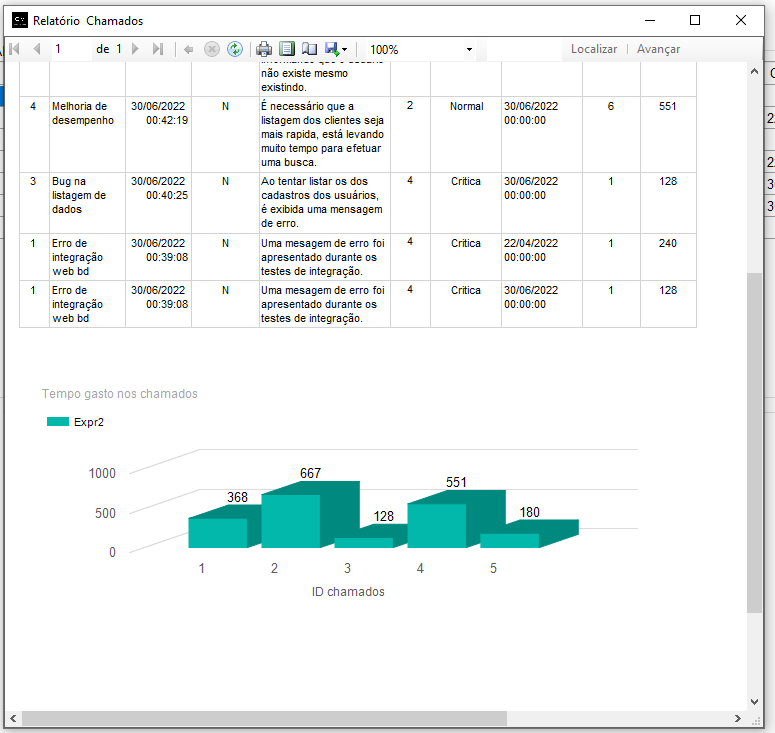 Relatório Chamados
1 de 1 100% Localizar | Avançar
não existe mesmo
existindo.
4 Melhoria de 30/06/2022 N É necessário que a 2 Normal 30/06/2022 6 551
desempenho 00:42:19 listagem dos clientes seja 00:00:00
mais rapida, está levando
muito tempo para efetuar
uma busca.
3 Bug na 30/06/2022 N Ao tentar listar os dos 4 Critica 30/06/2022 1 128
listagem de 00:40:25 cadastros dos usuários, 00:00:00
dados é exibida uma mensagem
de erro.
1 Erro de 30/06/2022 N Uma mesagem de erro foi 4 Critica 22/04/2022 1 240
integração 00:39:08 apresentado durante os 00:00:00
web bd testes de integração.
1 Erro de 30/06/2022 N Uma mesagem de erro foi 4 Critica 30/06/2022 1 128
integração 00:39:08 apresentado durante os 00:00:00
web bd testes de integração.
Tempo gasto nos chamados
Expr2
1000
500
0
368 667 128 551 180
1 2 3 4 5
ID chamados